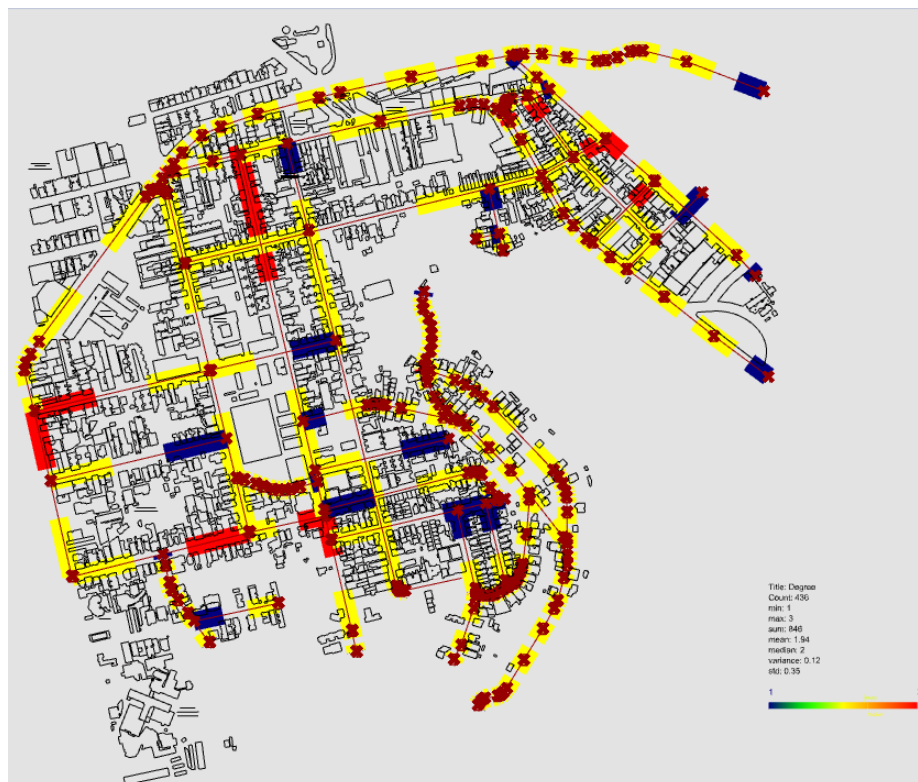 Title: Degree
Count: 436
min: 1
max: 3
sum: 846
mean: 1.94
median: 2
variance: 0.12
std: 0.35
1